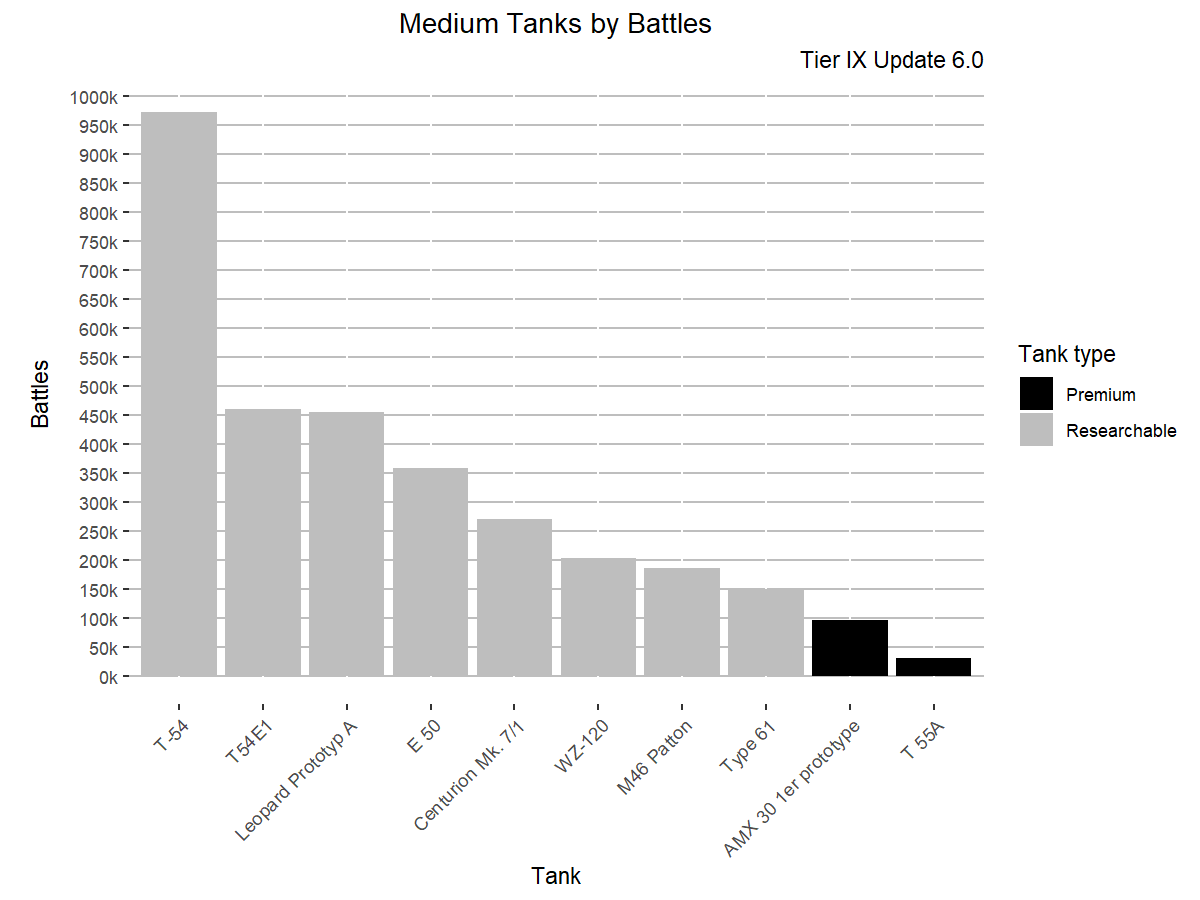 Medium Tanks by Battles
Tier IX Update 6.0
1000k
950k
900k
850k
800k
750k
700k
650k
600k
550k
500k
450k
400k
350k
300k
250k
200k
150k
100k
50k
0k
Battles
T-54
T54E1
Leopard Prototyp A
E 50
Centurion Mk. 7/1
WZ-120
M46 Patton
Type 61
AMX 30 1er prototype
T 55A
Tank
Tank type
Premium
Researchable